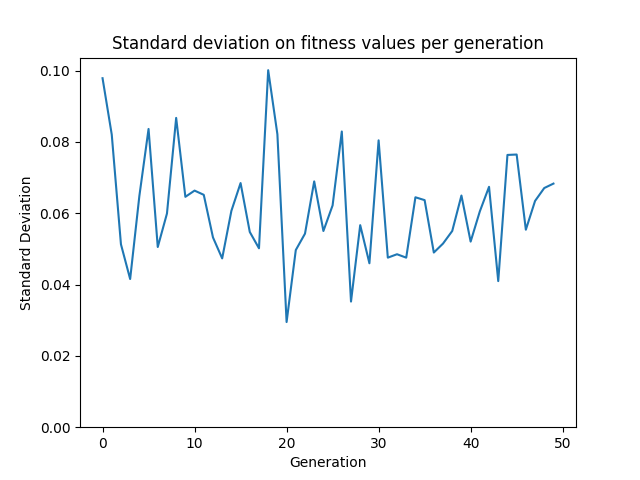 Standard deviation on fitness values per generation
0.10
0.08
0.06
0.04
0.02
0.00
Standard Deviation
0 10 20 30 40 50
Generation